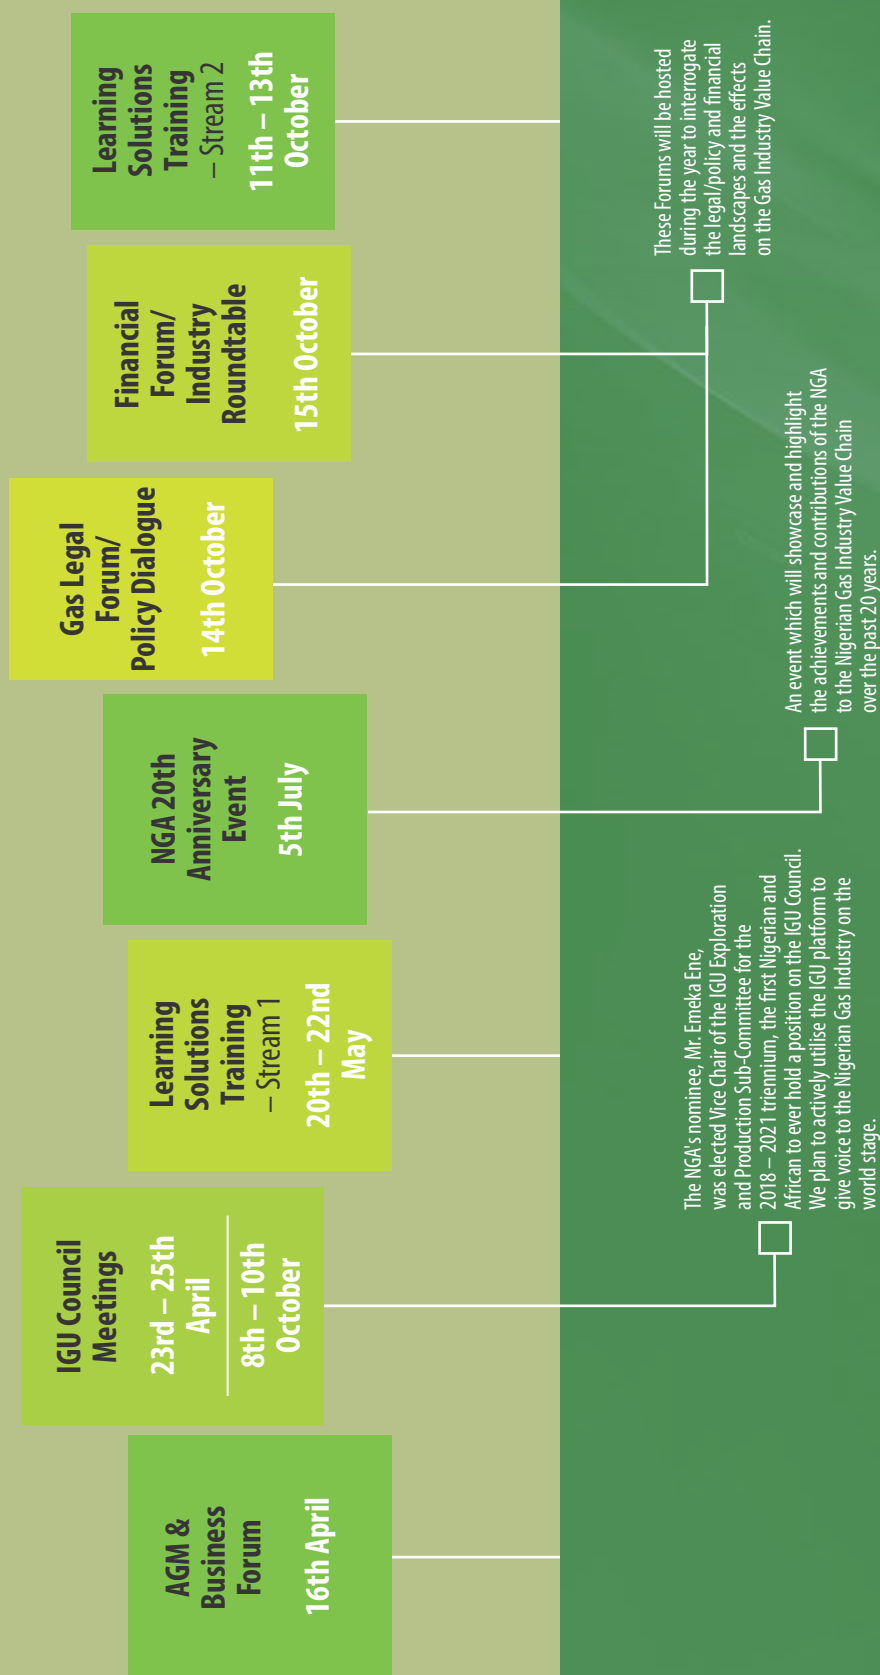 AGM &
Business
Forum
16th April
IGU Council
Meetings
23rd – 25th
April
8th – 10th
October
Learning
Solutions
Training
– Stream 1
20th – 22nd
May
NGA 20th
Anniversary
Event
5th July
Gas Legal
Forum/
Policy Dialogue
14th October
Financial
Forum/
Industry
Roundtable
15th October
Learning
Solutions
Training
– Stream 2
11th – 13th
October
The NGA's nominee, Mr. Emeka Ene,
was elected Vice Chair of the IGU Exploration
and Production Sub-Committee for the
2018 – 2021 triennium, the first Nigerian and
African to ever hold a position on the IGU Council.
We plan to actively utilise the IGU platform to
give voice to the Nigerian Gas Industry on the
world stage.
An event which will showcase and highlight
the achievements and contributions of the NGA
to the Nigerian Gas Industry Value Chain
over the past 20 years.
These Forums will be hosted
during the year to interrogate
the legal/policy and financial
landscapes and the effects
on the Gas Industry Value Chain.